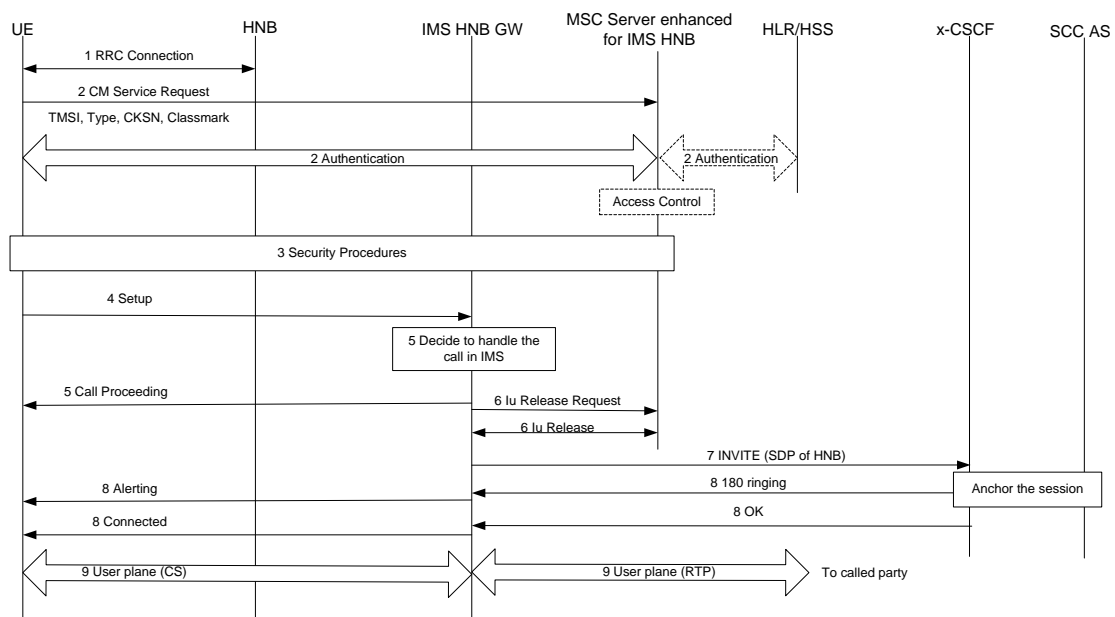 UE
HNB
IMS HNB GW
MSC Server enhanced
for IMS HNB
HLR/HSS
x-CSCF
SCC AS
1 RRC Connection
2 CM Service Request
TMSI, Type, CKSN, Classmark
2 Authentication
2 Authentication
Access Control
3 Security Procedures
4 Setup
5 Decide to handle the
call in IMS
5 Call Proceeding
6 Iu Release Request
6 Iu Release
7 INVITE (SDP of HNB)
8 Alerting
8 180 ringing
Anchor the session
8 Connected
8 OK
9 User plane (CS)
9 User plane (RTP)
To called party